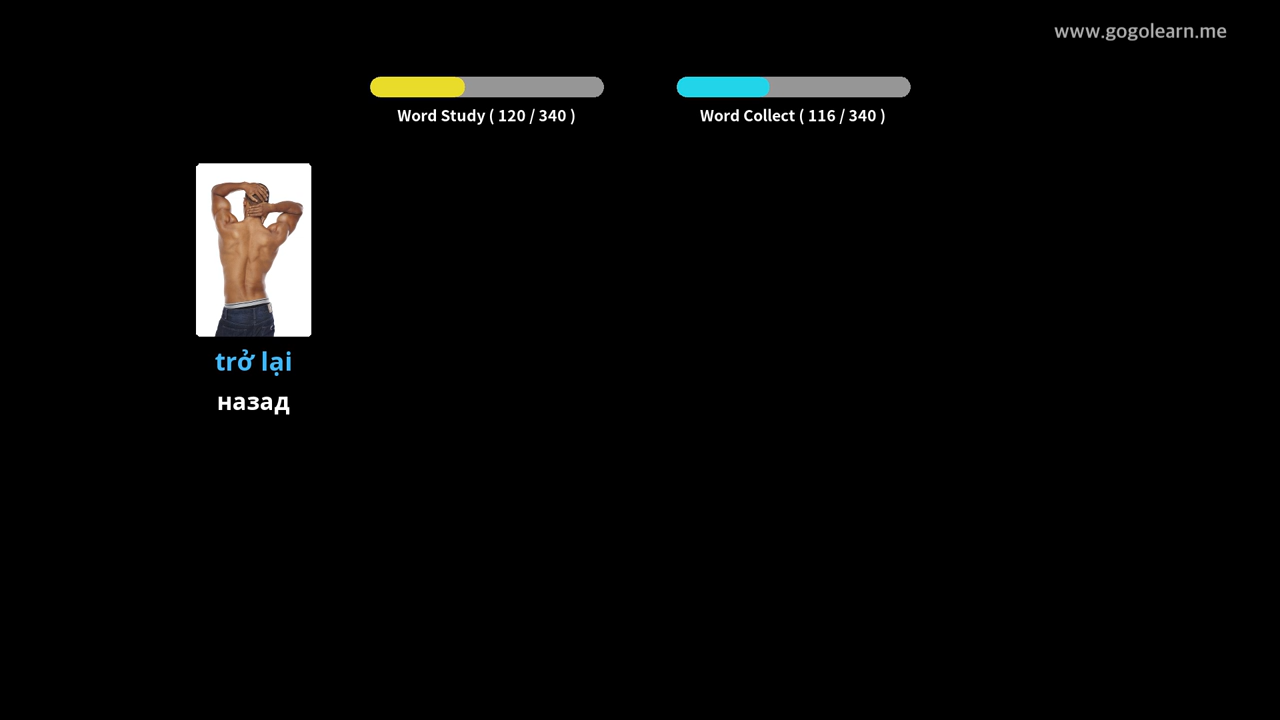 www.gogolearn.me
Word Study ( 120 / 340 )
Word Collect ( 116 / 340 )
trở lại
назад